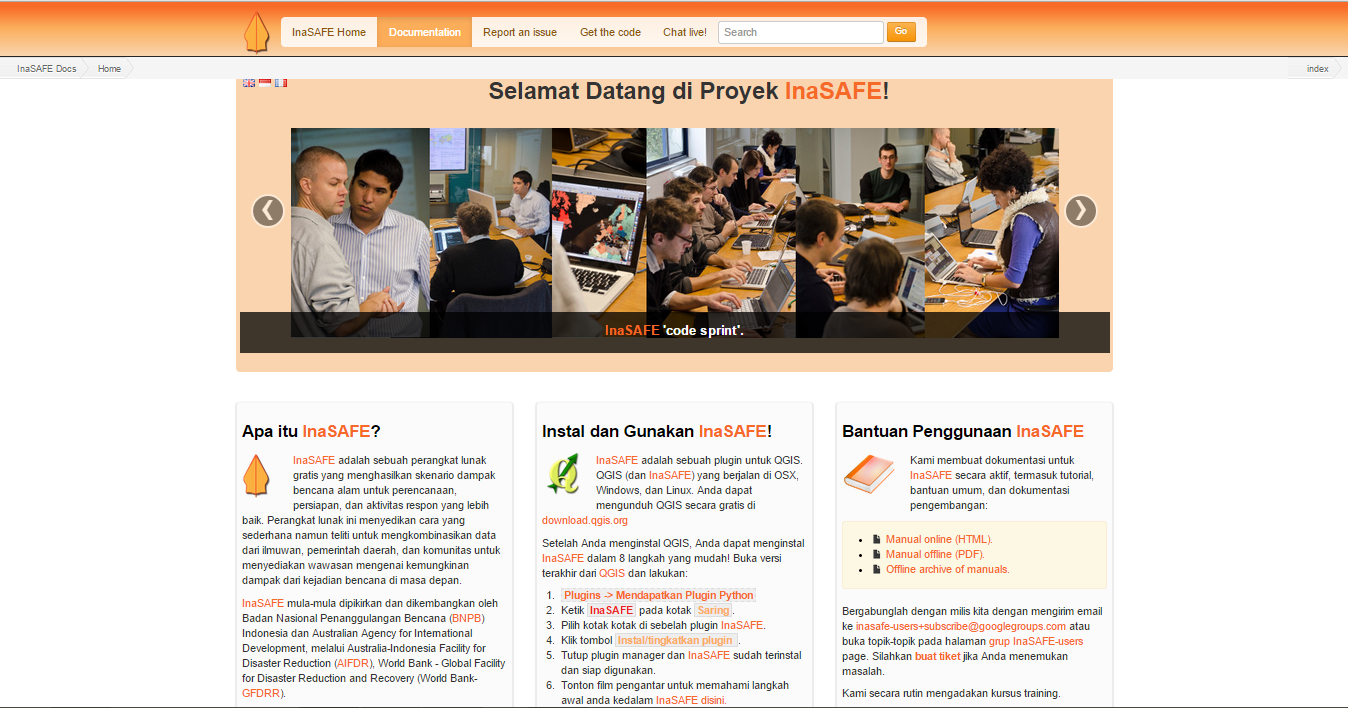 InaSAFE Home Documentation Report an issue Get the code Chat live! Search Go
InaSAFE Docs Home index
Selamat Datang di Proyek InaSAFE!
InaSAFE 'code sprint'.
Apa itu InaSAFE?
InaSAFE adalah sebuah perangkat lunak
gratis yang menghasilkan skenario dampak
bencana alam untuk perencanaan,
persiapan, dan aktivitas respon yang lebih
baik. Perangkat lunak ini menyedikan cara yang
sederhana namun teliti untuk mengkombinasikan data
dari ilmuwan, pemerintah daerah, dan komunitas untuk
menyediakan wawasan mengenai kemungkinan
dampak dari kejadian bencana di masa depan.
InaSAFE mula-mula dipikirkan dan dikembangkan oleh
Badan Nasional Penanggulangan Bencana (BNPB)
Indonesia dan Australian Agency for International
Development, melalui Australia-Indonesia Facility for
Disaster Reduction (AIFDR), World Bank - Global Facility
for Disaster Reduction and Recovery (World Bank-
GFDRR).
Instal dan Gunakan InaSAFE!
InaSAFE adalah sebuah plugin untuk QGIS.
QGIS (dan InaSAFE) yang berjalan di OSX,
Windows, dan Linux. Anda dapat
mengunduh QGIS secara gratis di
download.qgis.org
Setelah Anda menginstal QGIS, Anda dapat menginstal
InaSAFE dalam 8 langkah yang mudah! Buka versi
terakhir dari QGIS dan lakukan:
1. Plugins -> Mendapatkan Plugin Python
2. Ketik InaSAFE pada kotak Saring.
3. Pilih kotak kotak di sebelah plugin InaSAFE.
4. Klik tombol Instal/tingkatkan plugin .
5. Tutup plugin manager dan InaSAFE sudah terinstal
dan siap digunakan.
6. Tonton film pengantar untuk memahami langkah
awal anda kedalam InaSAFE disini.
Bantuan Penggunaan InaSAFE
Kami membuat dokumentasi untuk
InaSAFE secara aktif, termasuk tutorial,
bantuan umum, dan dokumentasi
pengembangan:
Manual online (HTML).
Manual offline (PDF).
Offline archive of manuals.
Bergabunglah dengan milis kita dengan mengirim email
ke inasafe-users+subscribe@googlegroups.com atau
buka topik-topik pada halaman grup InaSAFE-users
page. Silahkan buat tiket jika Anda menemukan
masalah.
Kami secara rutin mengadakan kursus training.